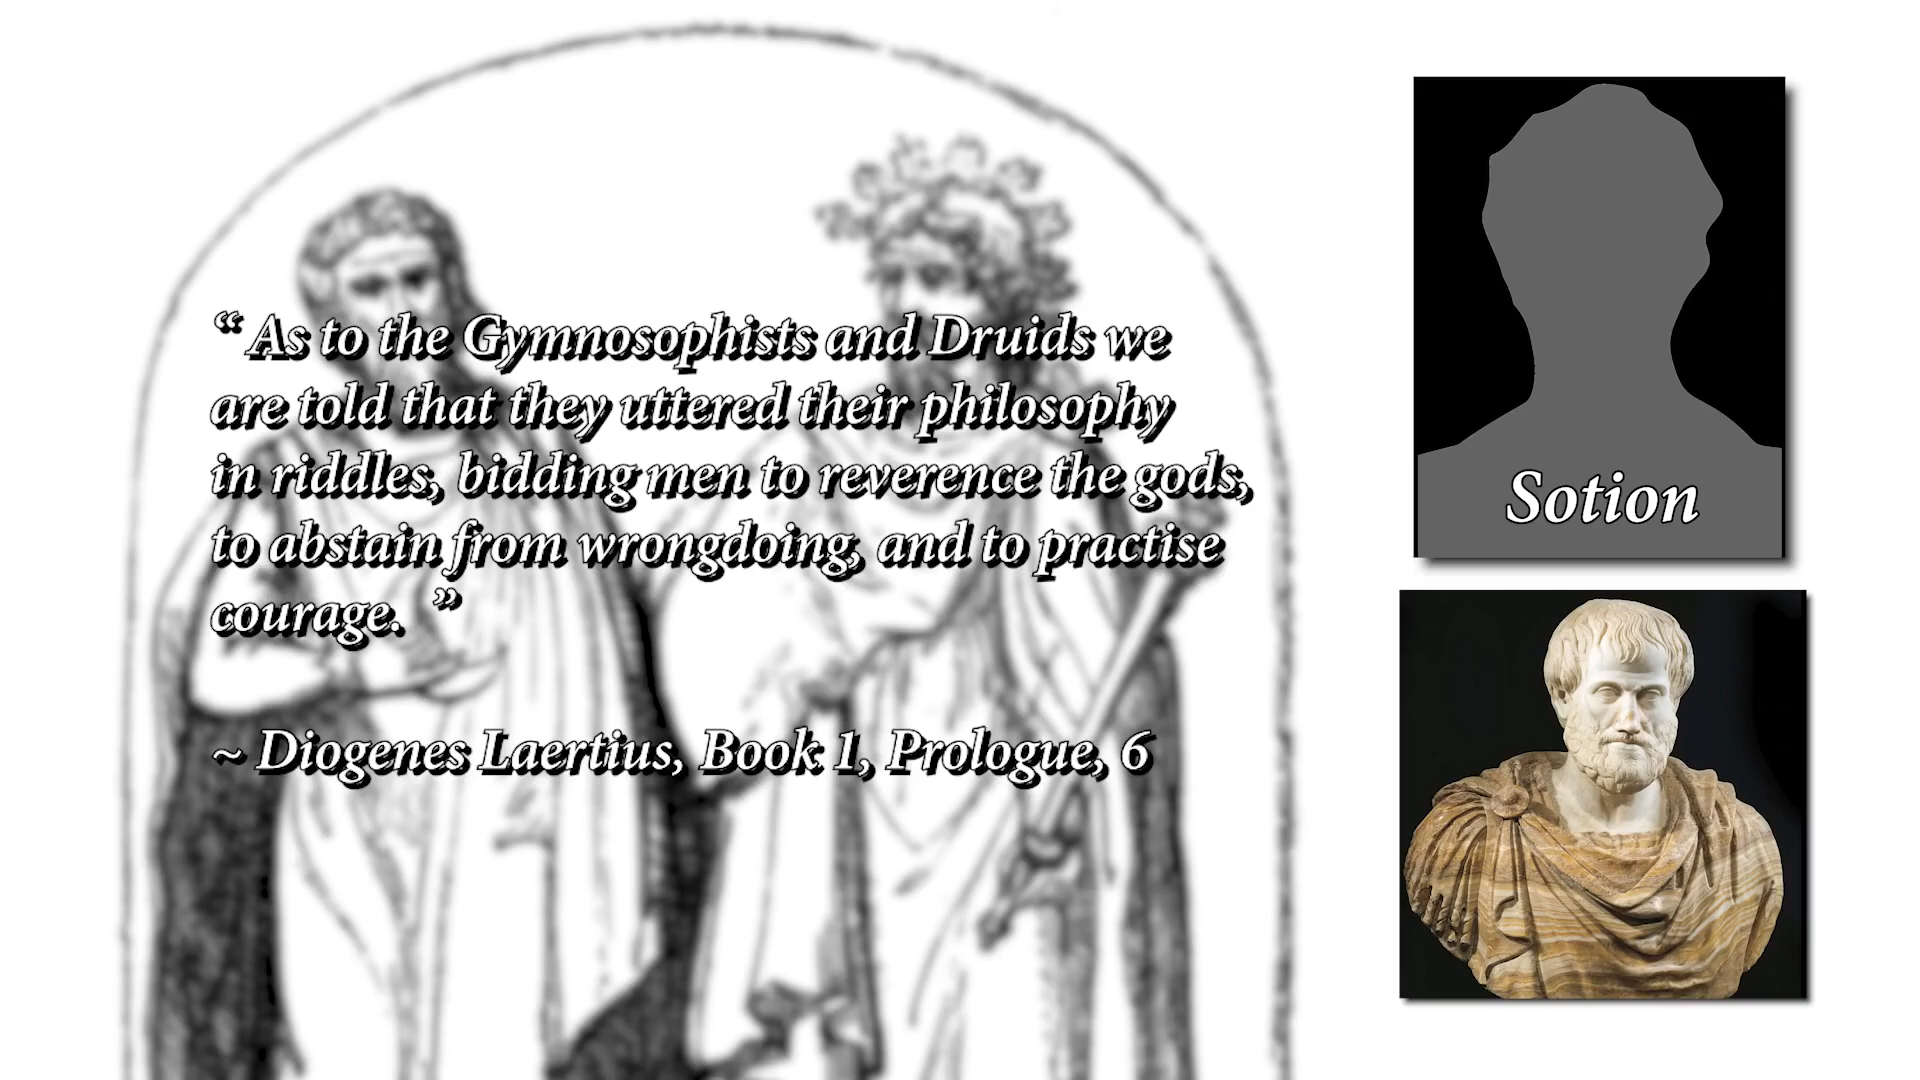 “ As to the Gymnosophists and Druids we
are told that they uttered their philosophy
in riddles, bidding men to reverence the gods,
to abstain from wrongdoing, and to practise
courage. ”
~ Diogenes Laertius, Book 1, Prologue, 6
Sotion